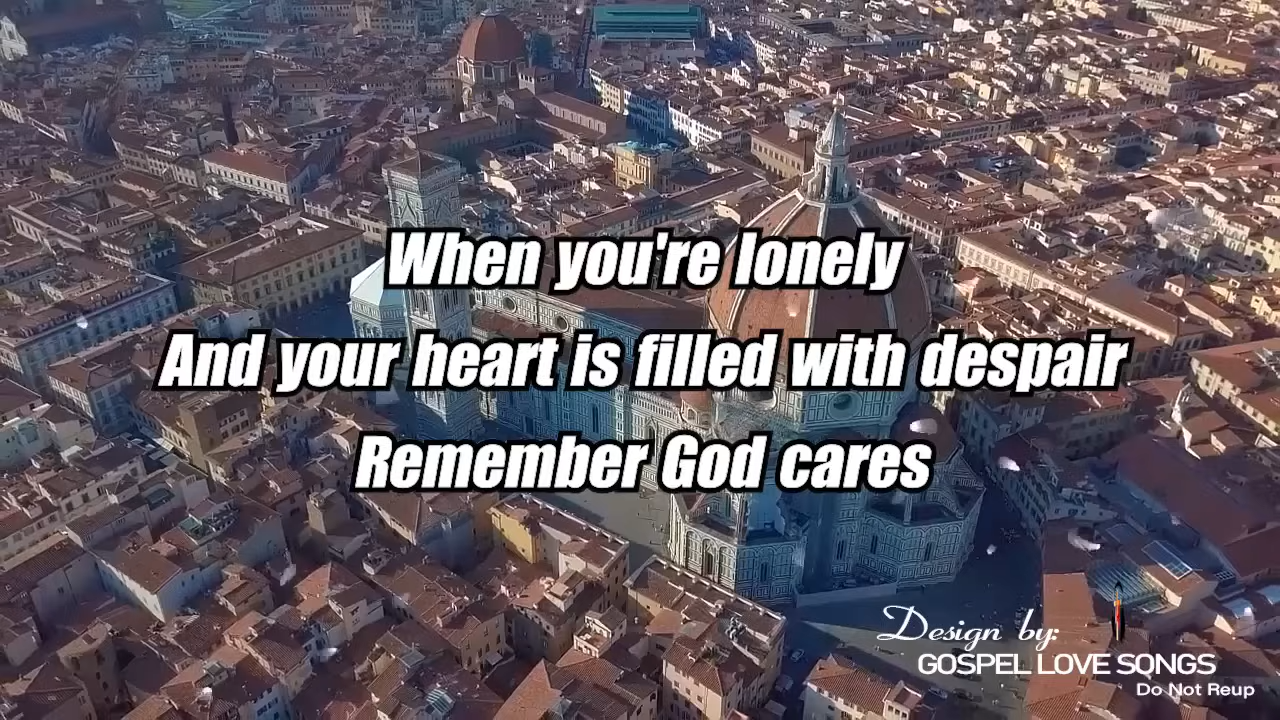 When you're lonely
And your heart is filled with despair
Remember God cares
Design by:
GOSPEL LOVE SONGS
Do Not Reup